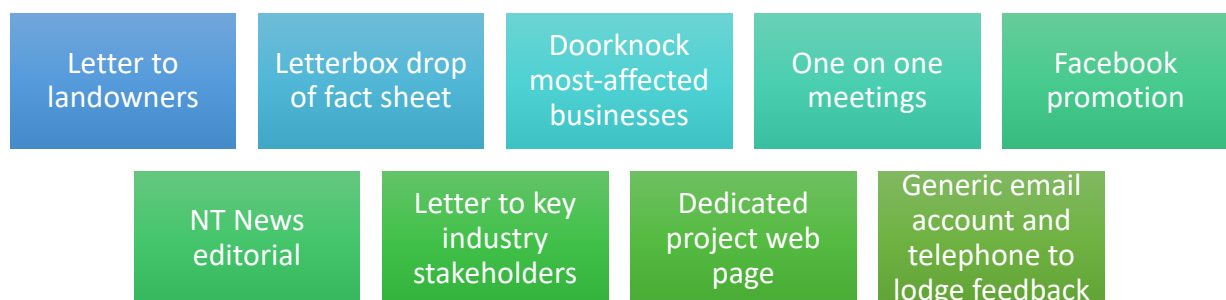 Letter to
landowners
Letterbox drop
of fact sheet
Doorknock
most-affected
businesses
One on one
meetings
Facebook
promotion
NT News
editorial
Letter to key
industry
stakeholders
Dedicated
project web
page
Generic email
account and
telephone to
lodge feedback